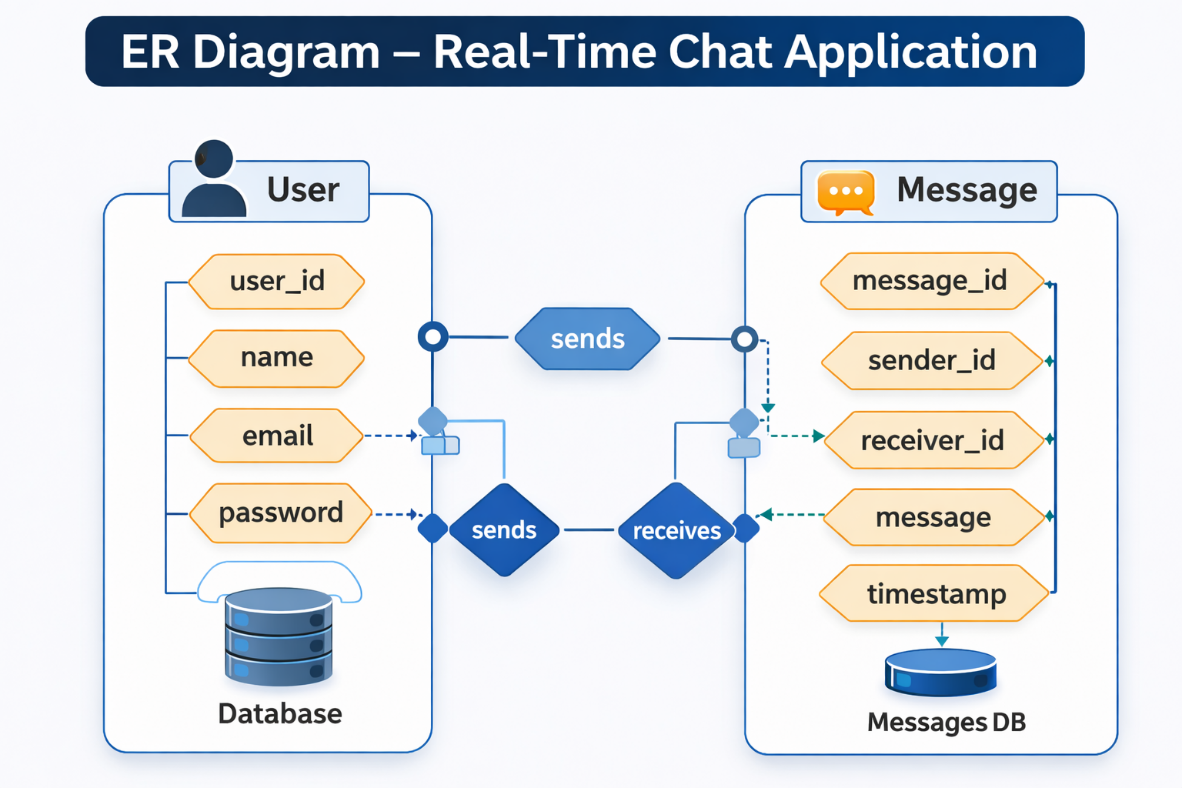 ER Diagram – Real-Time Chat Application
User
user_id
name
email
password
Database
sends
sends
receives
Message
message_id
sender_id
receiver_id
message
timestamp
Messages DB